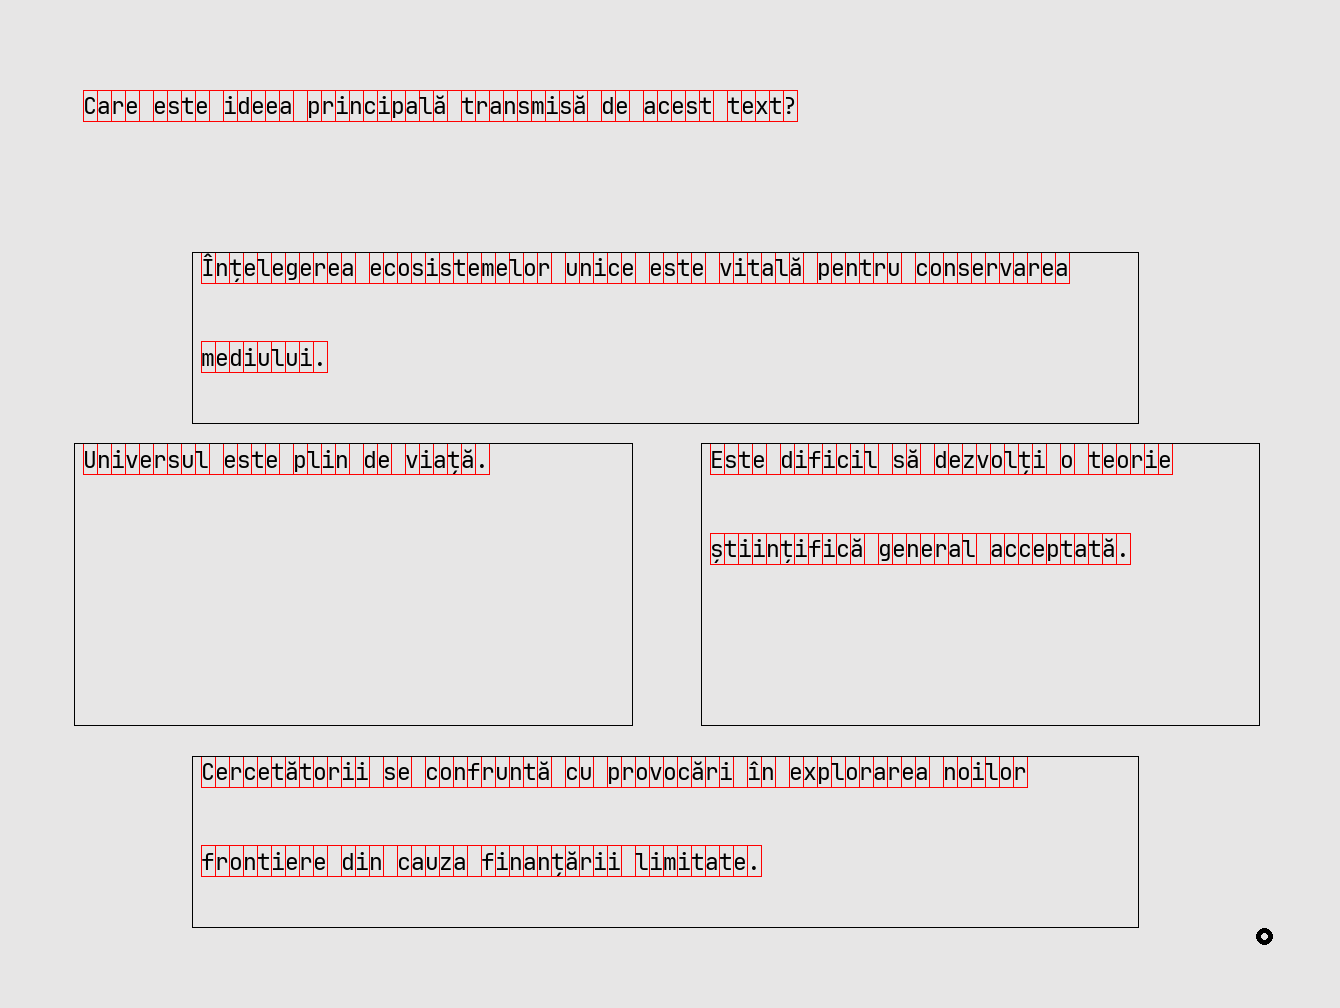 Care este ideea principală transmisă de acest text?
Înțelegerea ecosistemelor unice este vitală pentru conservarea
mediului.
Universul este plin de viață.
Este dificil să dezvolți o teorie
științifică general acceptată.
Cercetătorii se confruntă cu provocări în explorarea noilor
frontiere din cauza finanțării limitate.